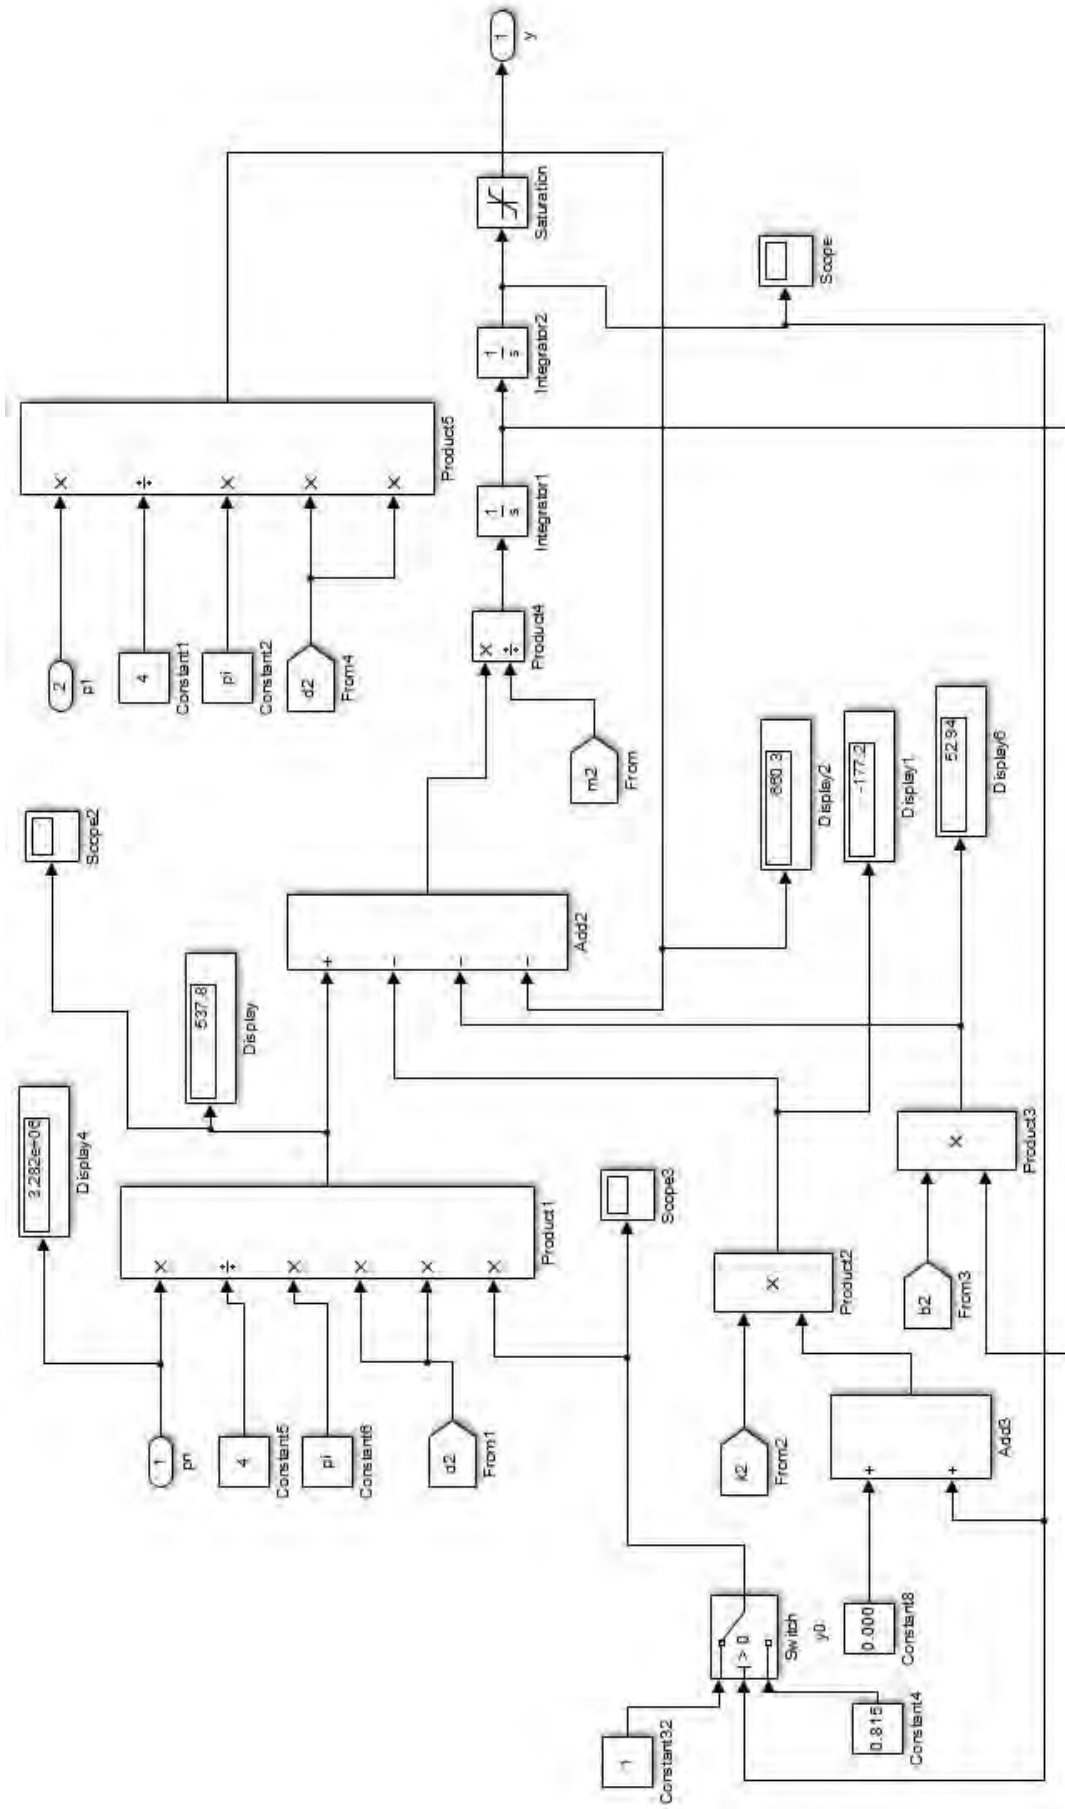 1
pn
3.282e+06
Display4
Scope2
2
p1
4
Constant5
pi
Constant6
d2
From1
×
÷
×
×
×
×
Product1
537.8
Display
4
Constant1
pi
Constant2
d2
From4
×
÷
×
×
×
Product5
+
−
−
−
Add2
m2
From
×
÷
Product4
1
s
Integrator1
1
s
Integrator2
Saturation
1
y
1
Constant32
Scope3
> 0
Switch
y0
0.815
Constant4
0.000
Constant8
k2
From2
×
Product2
+
+
Add3
b2
From3
×
Product3
660.3
Display2
-177.2
Display1
52.94
Display6
Scope